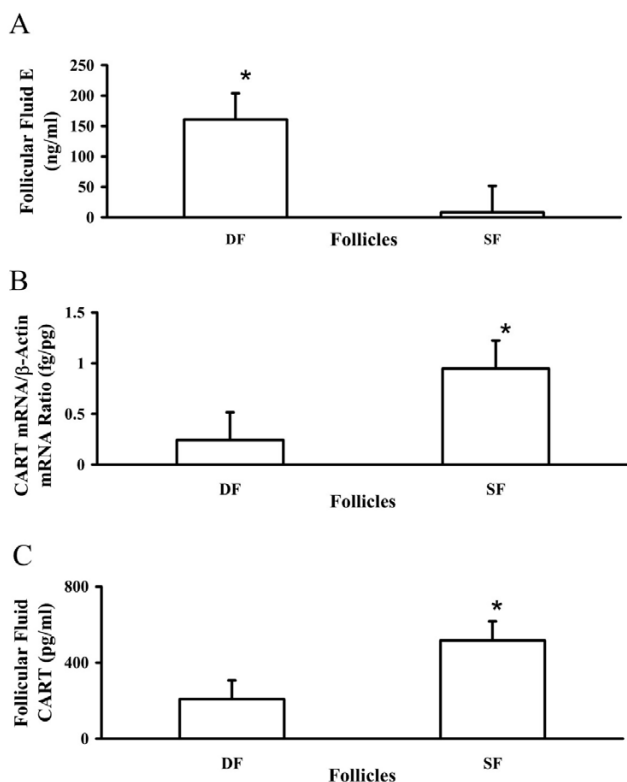 A
Follicular Fluid E
(ng/ml)
250
200
150
100
50
0
*
DF
Follicles
SF
B
CART mRNA/β-Actin
mRNA Ratio (fg/pg)
1.5
1
0.5
0
*
DF
Follicles
SF
C
Follicular Fluid
CART (pg/ml)
800
400
0
*
DF
Follicles
SF